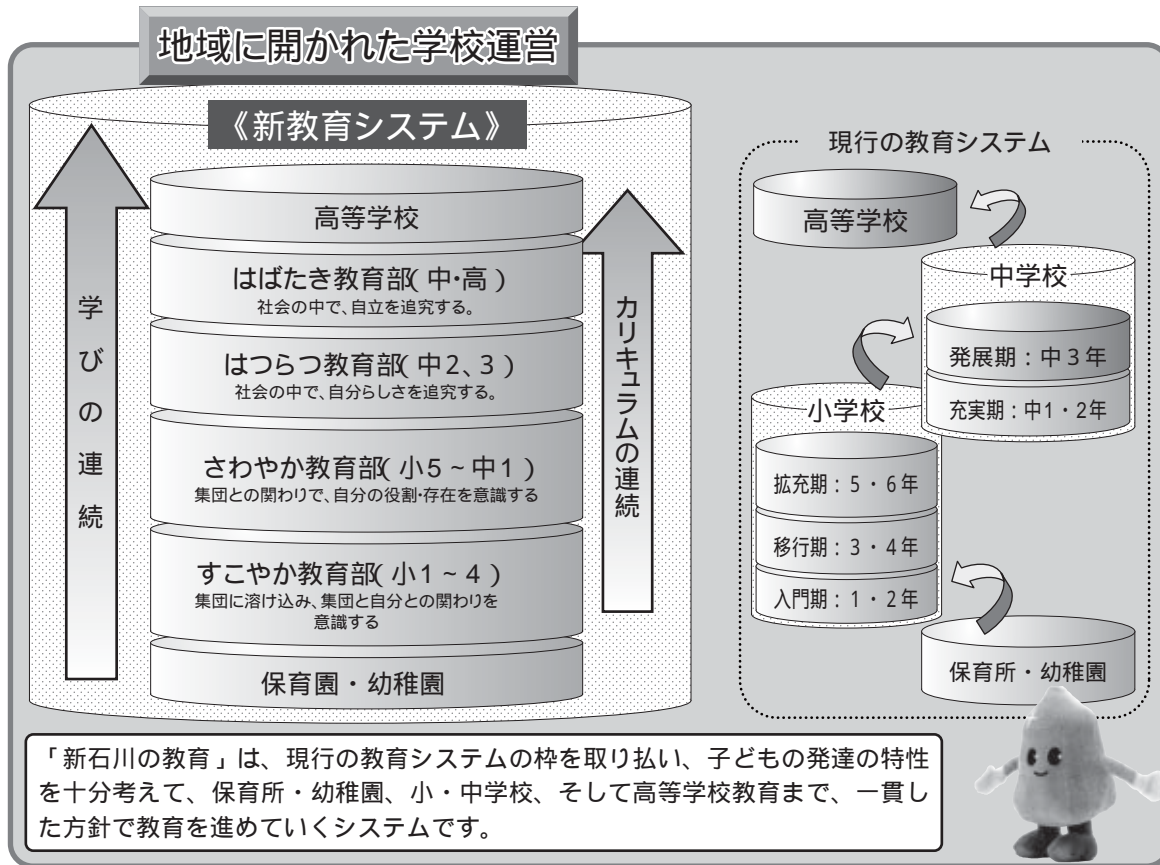 地域に開かれた学校運営
《新教育システム》
高等学校
はばたき教育部(中・高)
社会の中で、自立を追究する。
はつらつ教育部(中2、3)
社会の中で、自分らしさを追究する。
さわやか教育部(小5~中1)
集団との関わりで、自分の役割・存在を意識する
すこやか教育部(小1~4)
集団に溶け込み、集団と自分との関わりを
意識する
保育園・幼稚園
学びの連続
カリキュラムの連続
現行の教育システム
高等学校
中学校
発展期:中3年
充実期:中1・2年
小学校
拡充期:5・6年
移行期:3・4年
入門期:1・2年
保育所・幼稚園
「新石川の教育」は、現行の教育システムの枠を取り払い、子どもの発達の特性
を十分考えて、保育所・幼稚園、小・中学校、そして高等学校教育まで、一貫し
た方針で教育を進めていくシステムです。